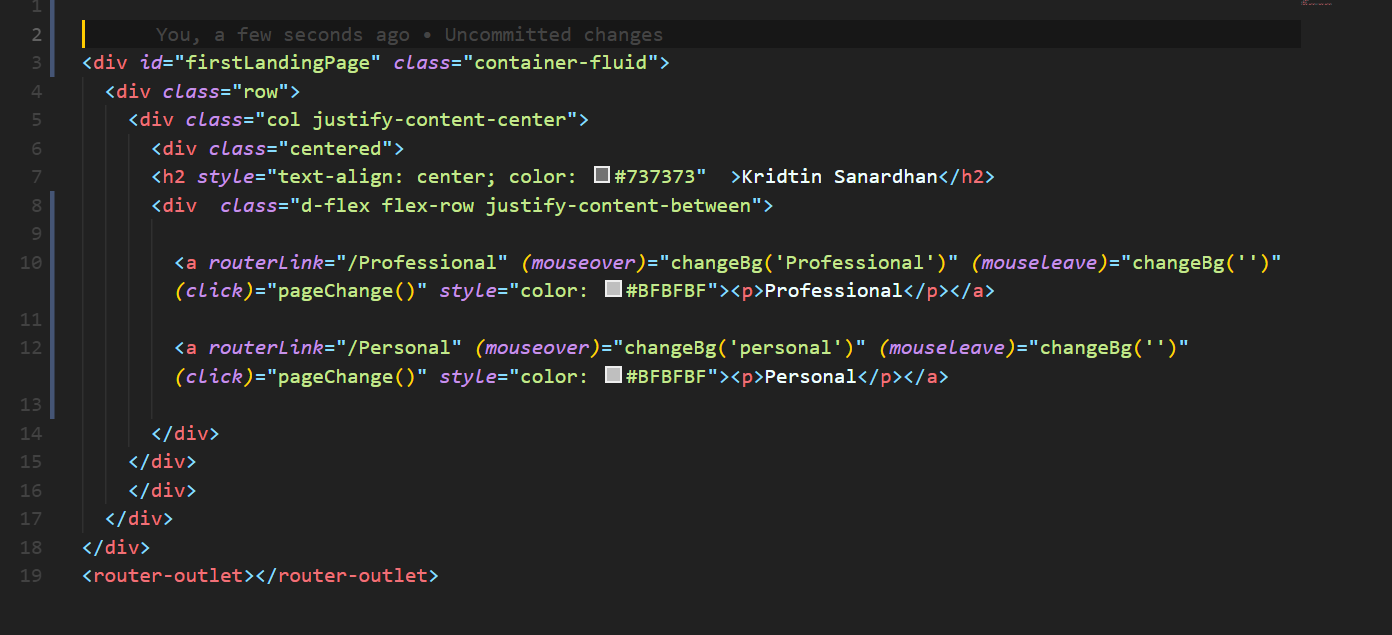 1
2 You, a few seconds ago • Uncommitted changes
3 <div id="firstLandingPage" class="container-fluid">
4 <div class="row">
5 <div class="col justify-content-center">
6 <div class="centered">
7 <h2 style="text-align: center; color: #737373"  >Kridtin Sanardhan</h2>
8 <div  class="d-flex flex-row justify-content-between">
9
10 <a routerLink="/Professional" (mouseover)="changeBg('Professional')" (mouseleave)="changeBg('')"
(click)="pageChange()" style="color: #BFBFBF"><p>Professional</p></a>
11
12 <a routerLink="/Personal" (mouseover)="changeBg('personal')" (mouseleave)="changeBg('')"
(click)="pageChange()" style="color: #BFBFBF"><p>Personal</p></a>
13
14 </div>
15 </div>
16 </div>
17 </div>
18 </div>
19 <router-outlet></router-outlet>